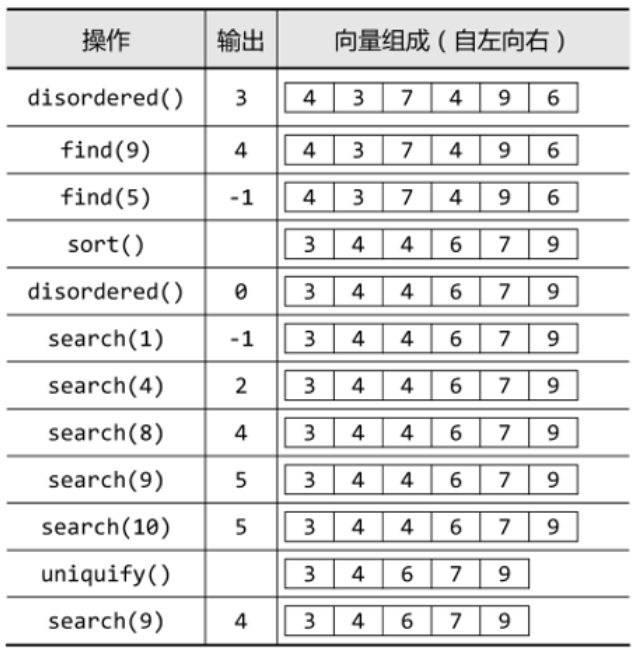 操作 输出 向量组成（自左向右）
disordered() 3 4 3 7 4 9 6
find(9) 4 4 3 7 4 9 6
find(5) -1 4 3 7 4 9 6
sort() 3 4 4 6 7 9
disordered() 0 3 4 4 6 7 9
search(1) -1 3 4 4 6 7 9
search(4) 2 3 4 4 6 7 9
search(8) 4 3 4 4 6 7 9
search(9) 5 3 4 4 6 7 9
search(10) 5 3 4 4 6 7 9
uniquify() 3 4 6 7 9
search(9) 4 3 4 6 7 9